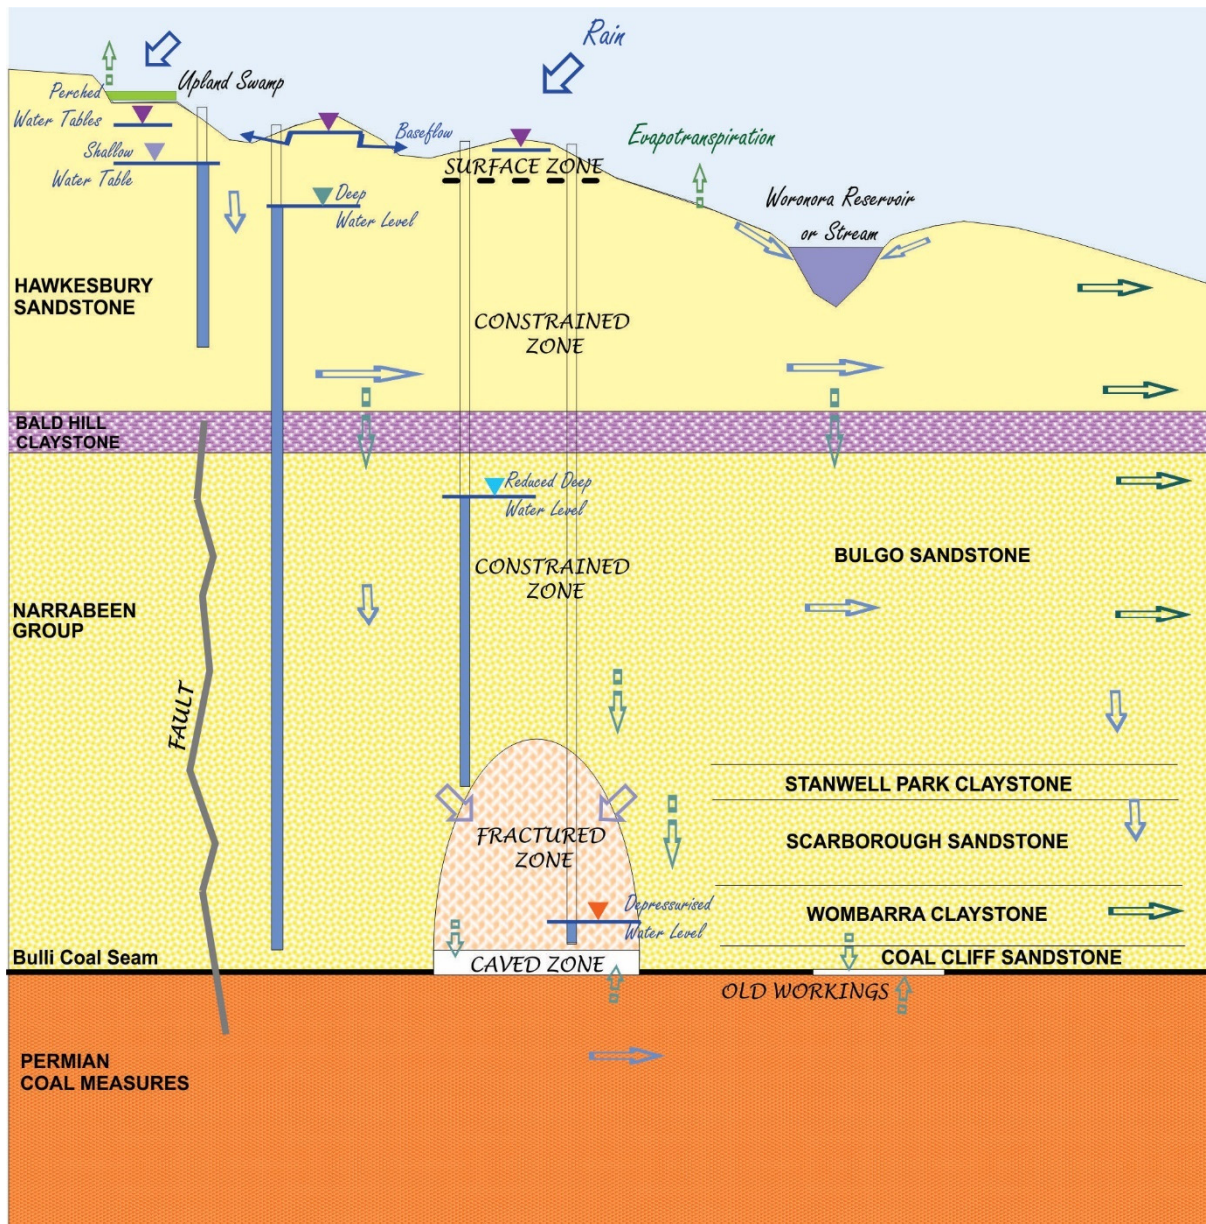 Rain
Upland Swamp
Perched
Water Tables
Baseflow
Evapotranspiration
Shallow
Water Table
SURFACE ZONE
Deep
Water Level
Woronora Reservoir
or Stream
HAWKESBURY
SANDSTONE
CONSTRAINED
ZONE
BALD HILL
CLAYSTONE
Reduced Deep
Water Level
CONSTRAINED
ZONE
BULGO SANDSTONE
NARRABEEN
GROUP
FAULT
STANWELL PARK CLAYSTONE
FRACTURED
ZONE
SCARBOROUGH SANDSTONE
Depressurised
Water Level
WOMBARRA CLAYSTONE
Bulli Coal Seam
CAVED ZONE
COAL CLIFF SANDSTONE
OLD WORKINGS
PERMIAN
COAL MEASURES